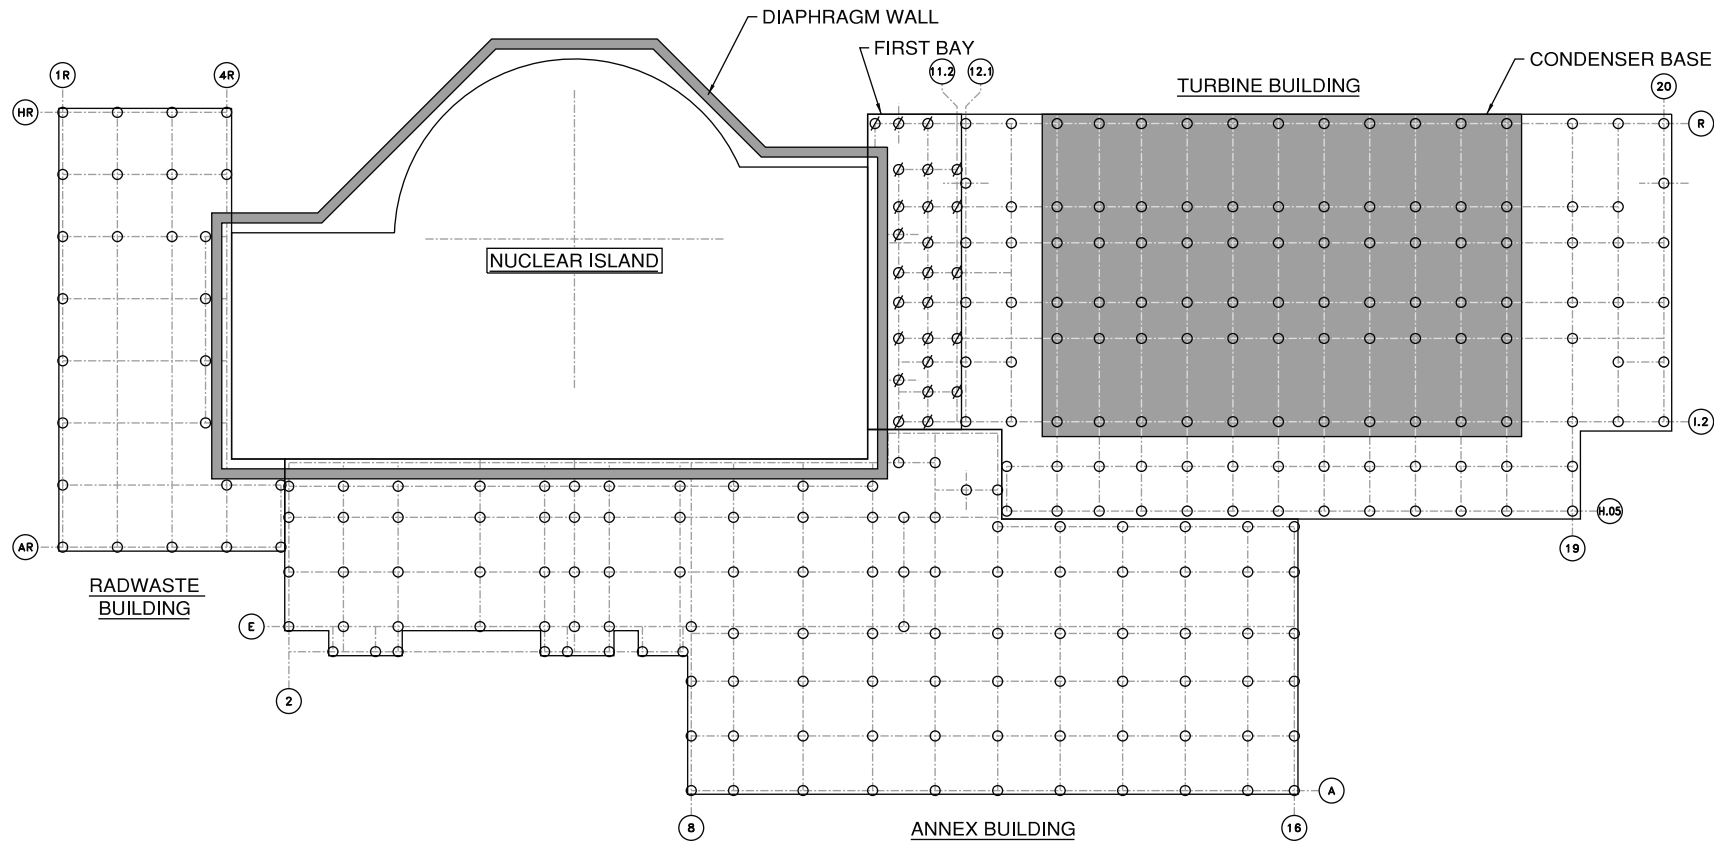 DIAPHRAGM WALL
FIRST BAY
CONDENSER BASE
1R
4R
11.2
12.1
TURBINE BUILDING
20
HR
R
NUCLEAR ISLAND
I.2
H.05
AR
19
RADWASTE
BUILDING
E
2
A
8
ANNEX BUILDING
16